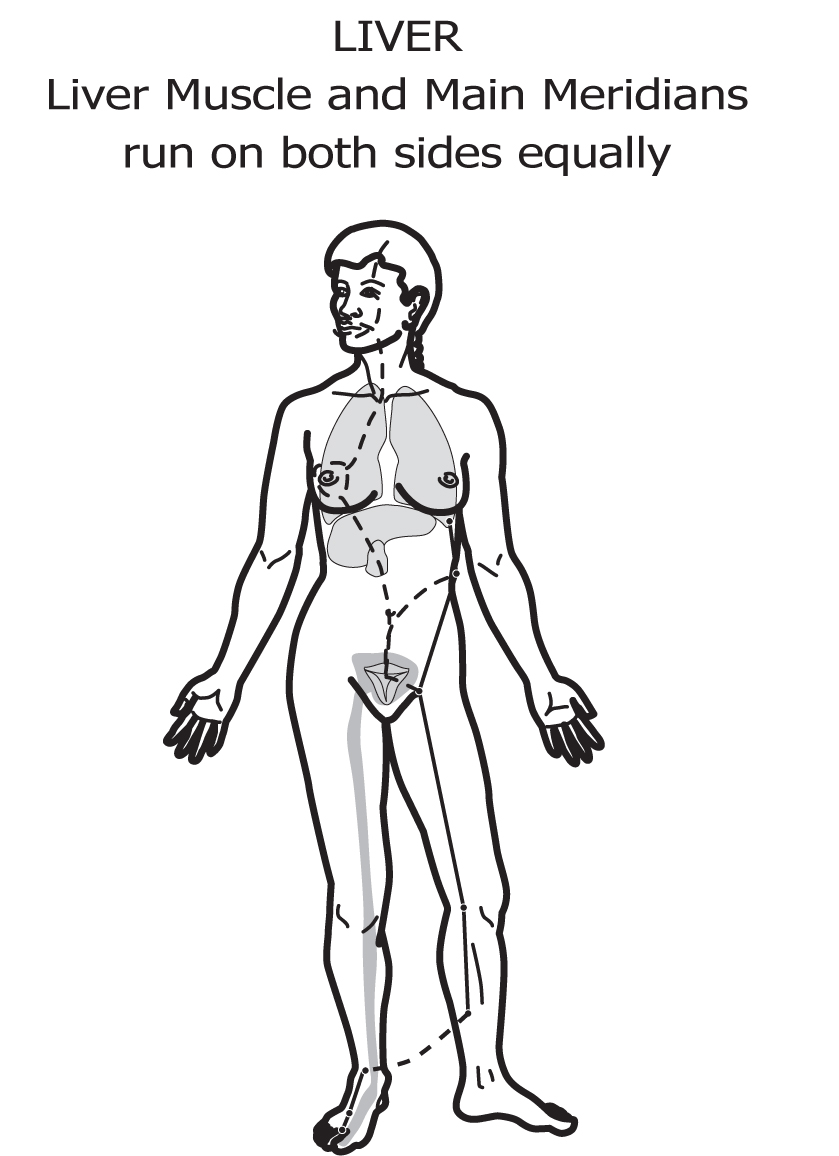 LIVER
Liver Muscle and Main Meridians
run on both sides equally